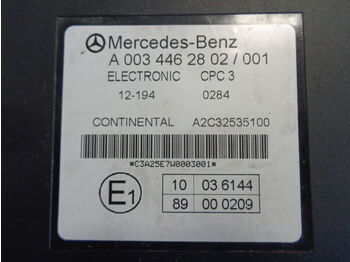 Mercedes-Benz
A 003 446 28 02 / 001
ELECTRONIC CPC 3
12-194 0284
CONTINENTAL A2C32535100
*C3A25E7W0003001*
E1 10 03 6144
89 00 0209